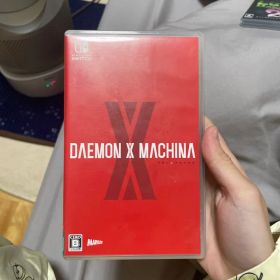 NINTENDO
SWITCH
DAEMON X MACHINA
B